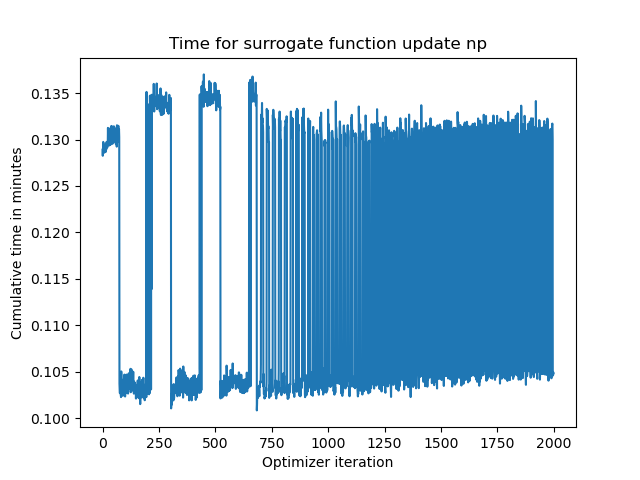 Time for surrogate function update np
Cumulative time in minutes
0.135
0.130
0.125
0.120
0.115
0.110
0.105
0.100
0 250 500 750 1000 1250 1500 1750 2000
Optimizer iteration